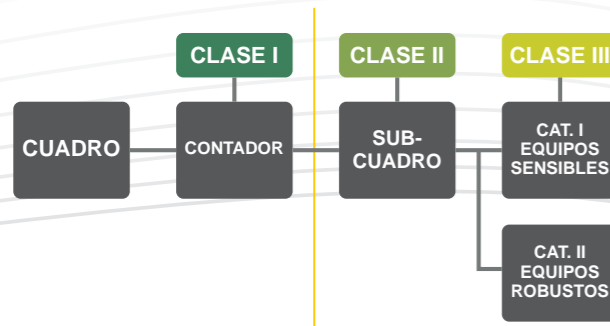 CLASE I
CLASE II
CLASE III
CUADRO
CONTADOR
SUB-
CUADRO
CAT. I
EQUIPOS
SENSIBLES
CAT. II
EQUIPOS
ROBUSTOS